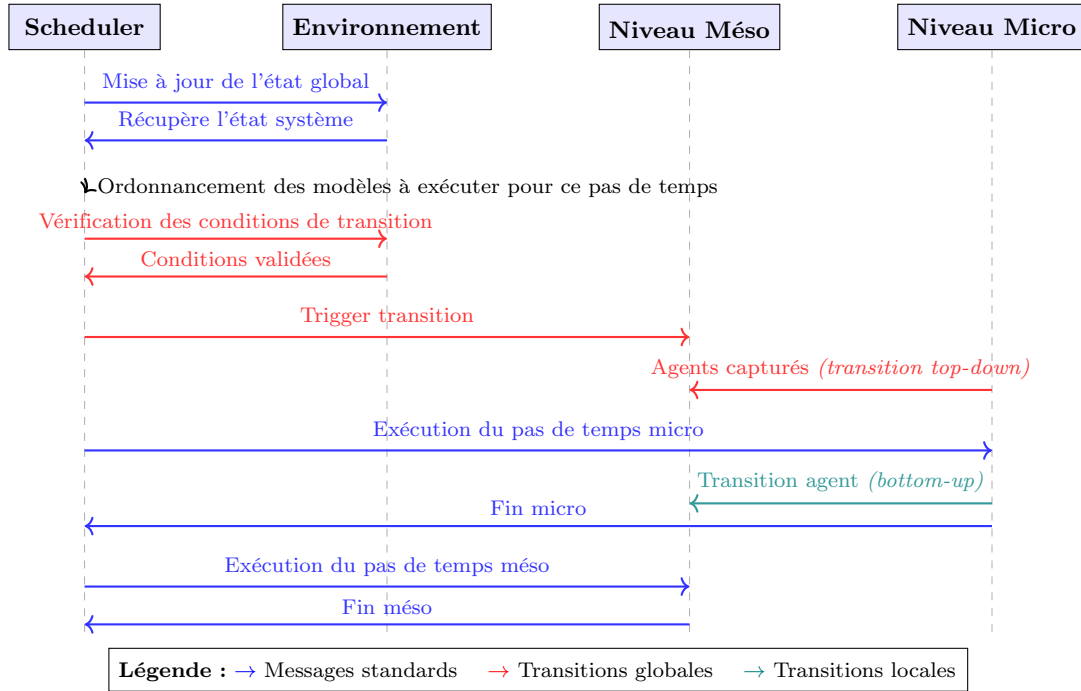 Scheduler Environnement Niveau Méso Niveau Micro
Mise à jour de l'état global
Récupère l'état système
Ordonnancement des modèles à exécuter pour ce pas de temps
Vérification des conditions de transition
Conditions validées
Trigger transition
Agents capturés (transition top-down)
Exécution du pas de temps micro
Transition agent (bottom-up)
Fin micro
Exécution du pas de temps méso
Fin méso
Légende : → Messages standards → Transitions globales → Transitions locales